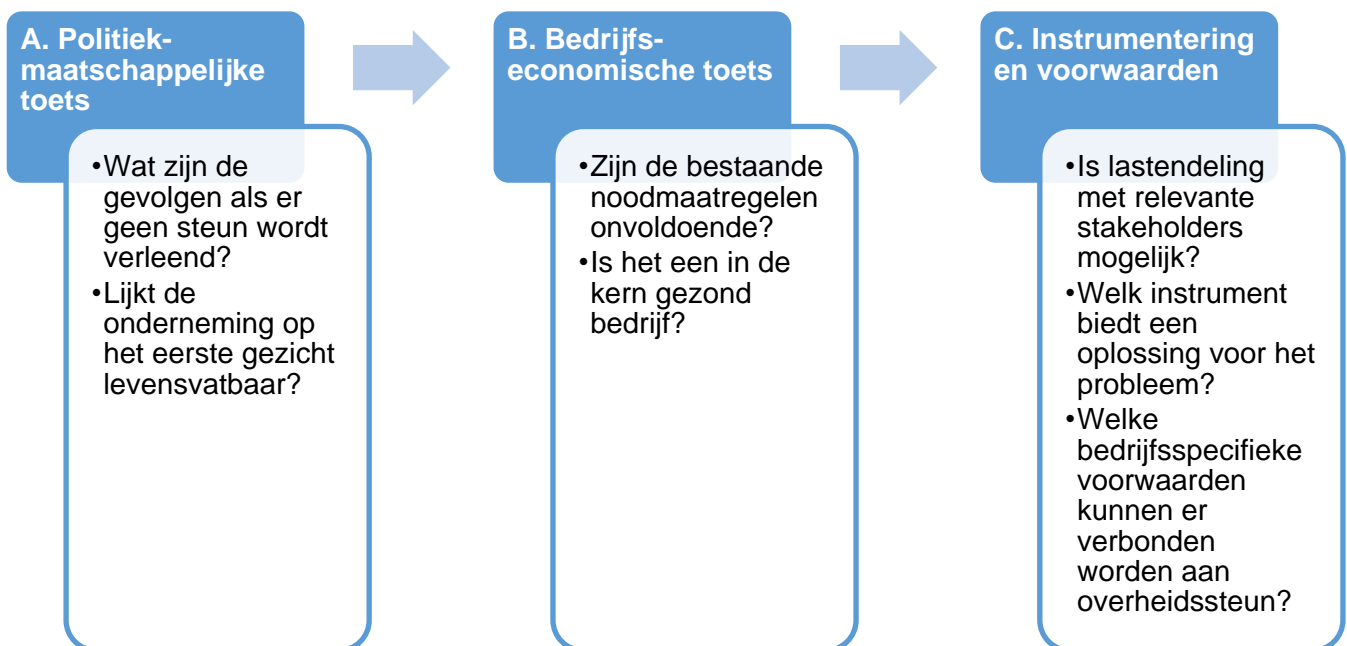 A. Politiek-
maatschappelijke
toets
•Wat zijn de
gevolgen als er
geen steun wordt
verleend?
•Lijkt de
onderneming op
het eerste gezicht
levensvatbaar?
B. Bedrijfs-
economische toets
•Zijn de bestaande
noodmaatregelen
onvoldoende?
•Is het een in de
kern gezond
bedrijf?
C. Instrumentering
en voorwaarden
•Is lastendeling
met relevante
stakeholders
mogelijk?
•Welk instrument
biedt een
oplossing voor het
probleem?
•Welke
bedrijfsspecifieke
voorwaarden
kunnen er
verbonden
worden aan
overheidssteun?